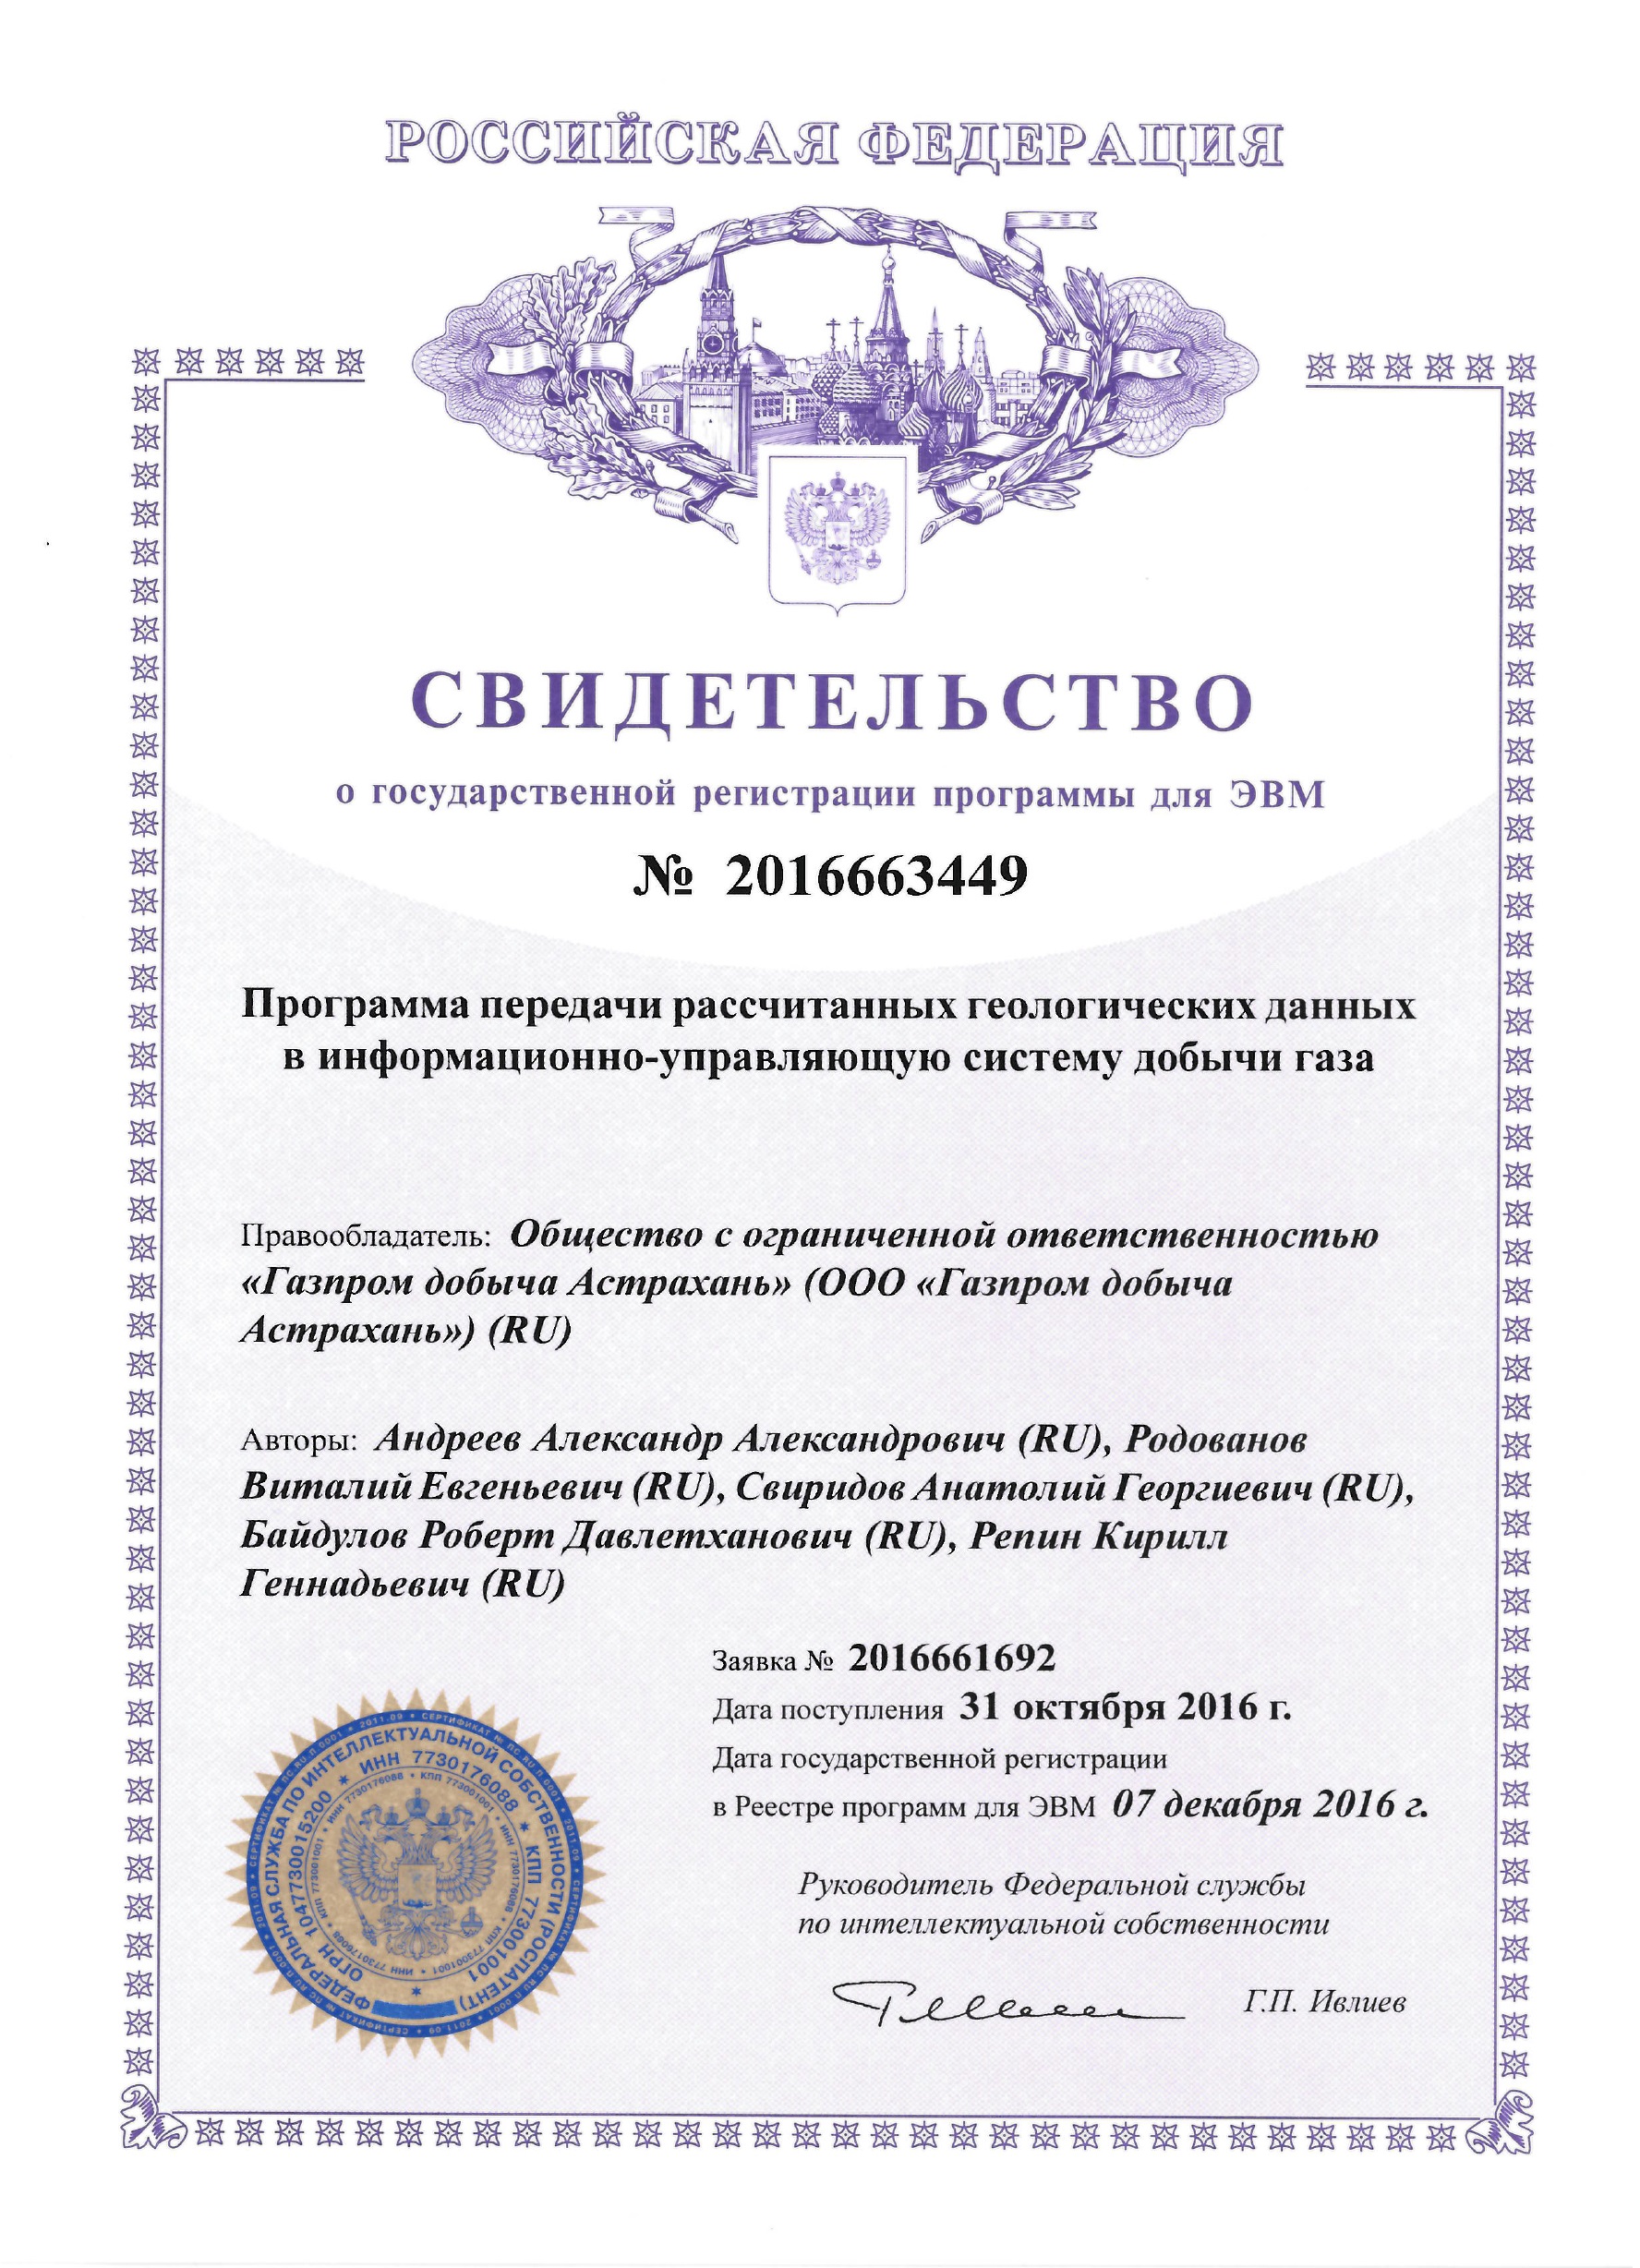 РОССИЙСКАЯ ФЕДЕРАЦИЯ
СВИДЕТЕЛЬСТВО
о государственной регистрации программы для ЭВМ
№ 2016663449
Программа передачи рассчитанных геологических данных
в информационно-управляющую систему добычи газа
Правообладатель: Общество с ограниченной ответственностью
«Газпром добыча Астрахань» (ООО «Газпром добыча
Астрахань») (RU)
Авторы: Андреев Александр Александрович (RU), Родованов
Виталий Евгеньевич (RU), Свиридов Анатолий Георгиевич (RU),
Байдулов Роберт Давлетханович (RU), Репин Кирилл
Геннадьевич (RU)
Заявка № 2016661692
Дата поступления 31 октября 2016 г.
Дата государственной регистрации
в Реестре программ для ЭВМ 07 декабря 2016 г.
Руководитель Федеральной службы
по интеллектуальной собственности
Г.П. Ивлиев
ФЕДЕРАЛЬНАЯ СЛУЖБА ПО ИНТЕЛЛЕКТУАЛЬНОЙ СОБСТВЕННОСТИ (РОСПАТЕНТ)
ОГРН 1047730015200 * ИНН 7730176088 * КПП 773001001